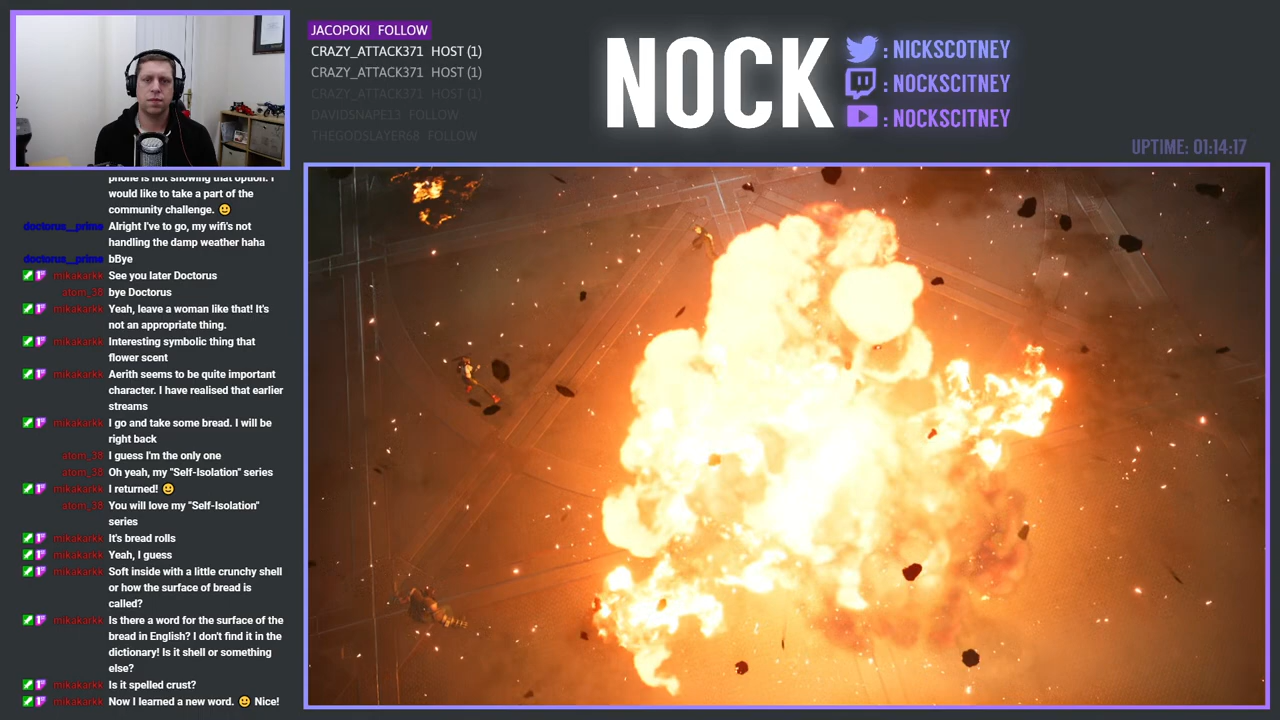 JACOPOKI FOLLOW
CRAZY_ATTACK371 HOST (1)
CRAZY_ATTACK371 HOST (1)
CRAZY_ATTACK371 HOST (1)
DAVIDSNAPE13 FOLLOW
THEGODSLAYER68 FOLLOW
NOCK
: NICKSCOTNEY
: NOCKSCITNEY
: NOCKSCITNEY
UPTIME: 01:14:17
phone is not showing that option. I
would like to take a part of the
community challenge. 🙂
doctorus__prime Alright I've to go, my wifi's not
handling the damp weather haha
doctorus__prime bBye
mikakarkk See you later Doctorus
atom_38 bye Doctorus
mikakarkk Yeah, leave a woman like that! It's
not an appropriate thing.
mikakarkk Interesting symbolic thing that
flower scent
mikakarkk Aerith seems to be quite important
character. I have realised that earlier
streams
mikakarkk I go and take some bread. I will be
right back
atom_38 I guess I'm the only one
atom_38 Oh yeah, my "Self-Isolation" series
mikakarkk I returned! 🙂
atom_38 You will love my "Self-Isolation"
series
mikakarkk It's bread rolls
mikakarkk Yeah, I guess
mikakarkk Soft inside with a little crunchy shell
or how the surface of bread is
called?
mikakarkk Is there a word for the surface of the
bread in English? I don't find it in the
dictionary! Is it shell or something
else?
mikakarkk Is it spelled crust?
mikakarkk Now I learned a new word. 🙂 Nice!